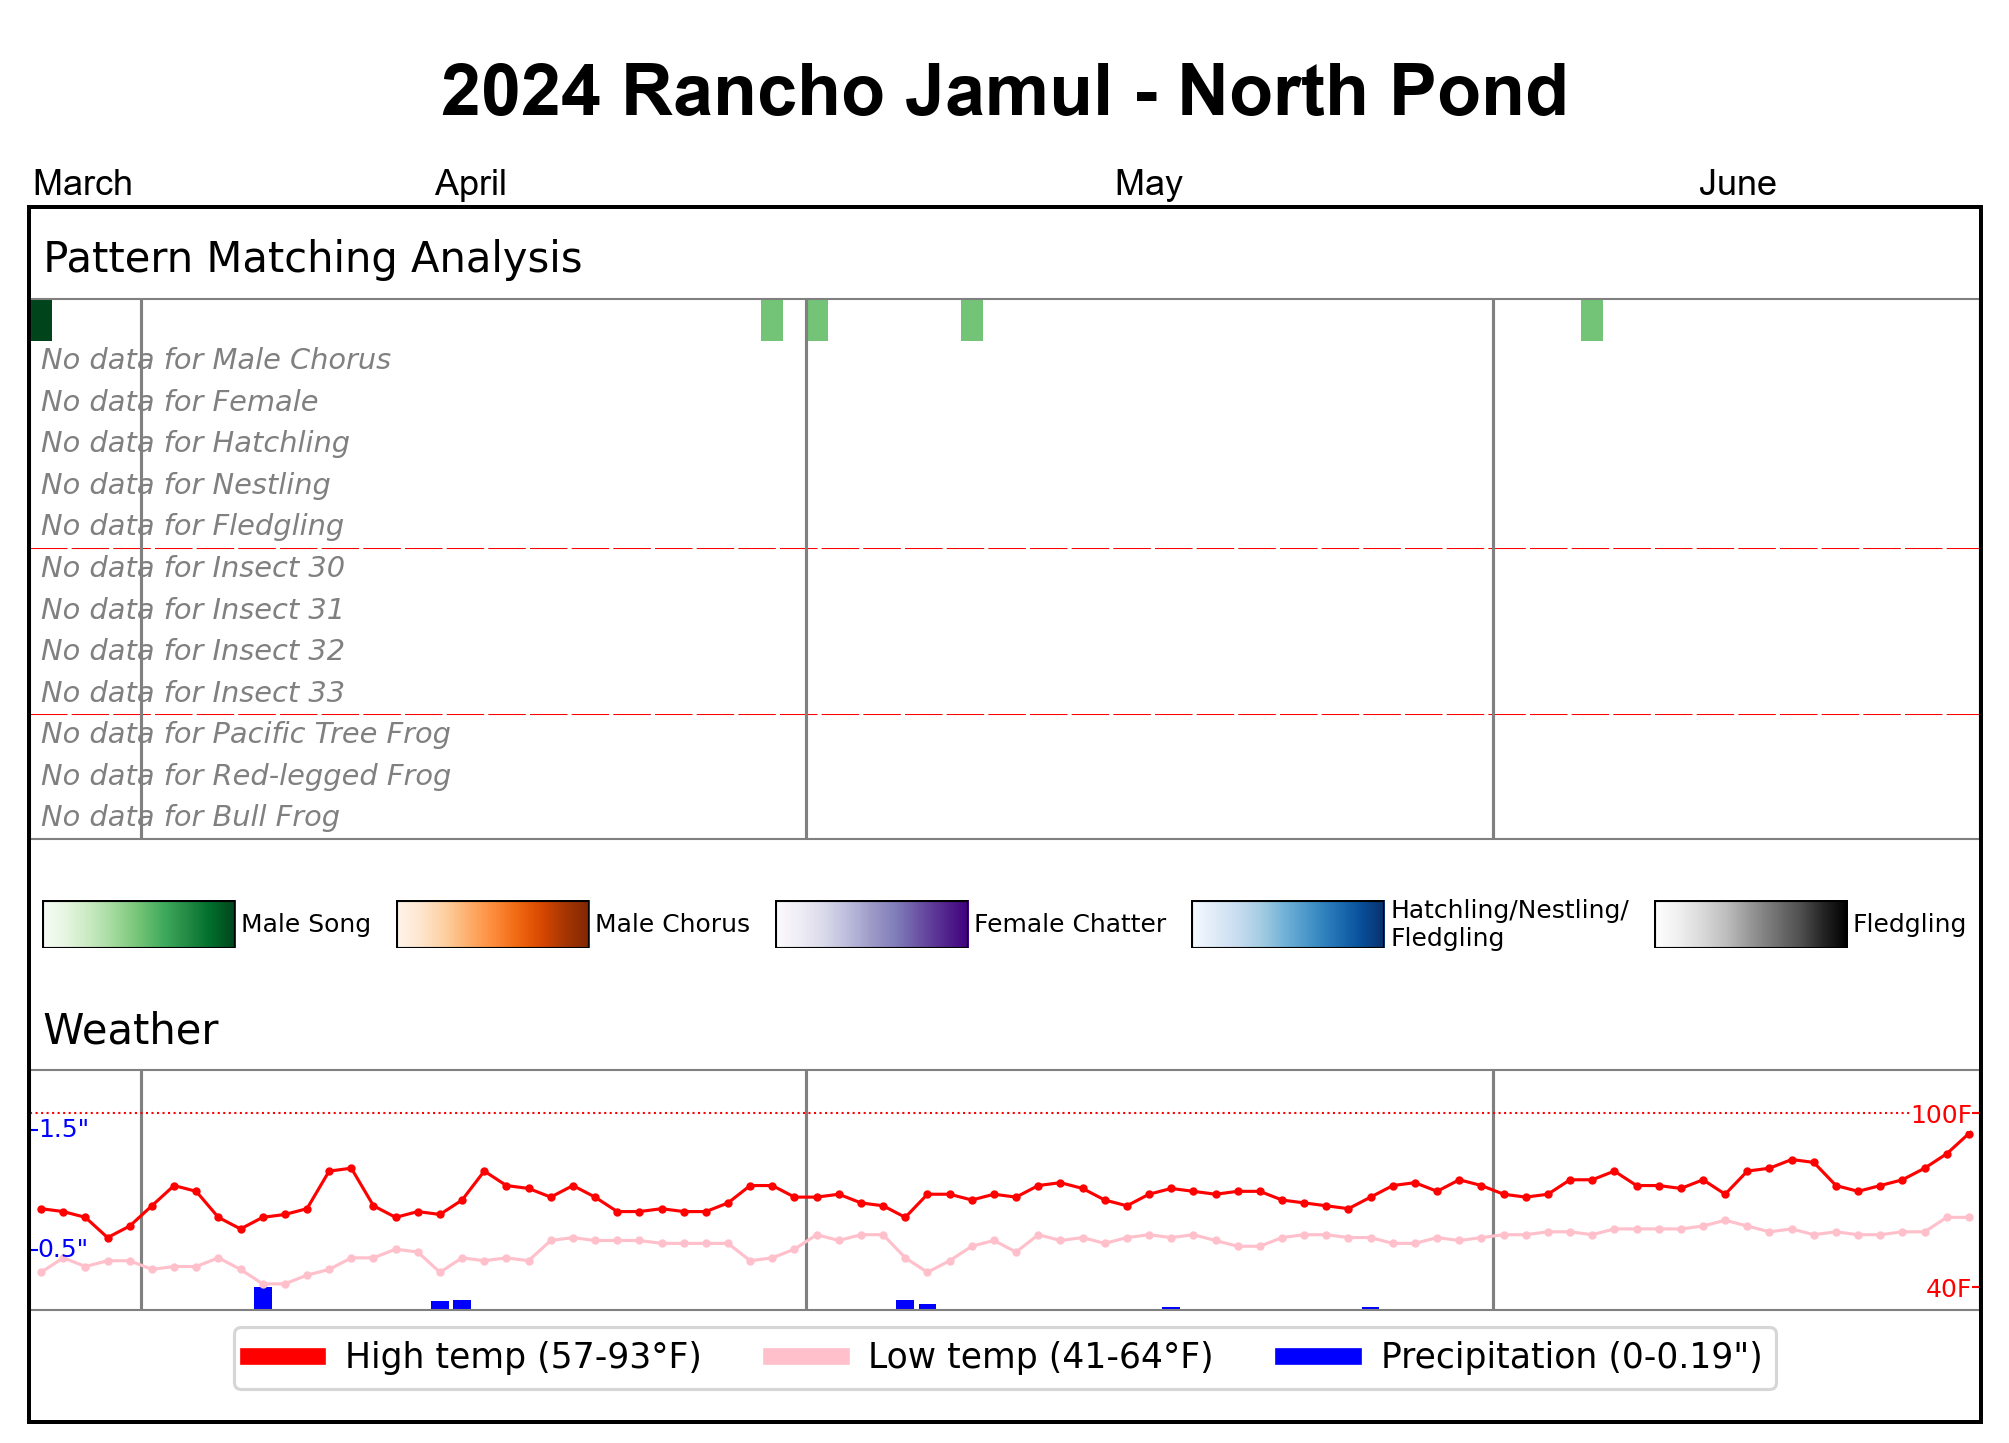 2024 Rancho Jamul - North Pond
March April May June
Pattern Matching Analysis
No data for Male Chorus
No data for Female
No data for Hatchling
No data for Nestling
No data for Fledgling
No data for Insect 30
No data for Insect 31
No data for Insect 32
No data for Insect 33
No data for Pacific Tree Frog
No data for Red-legged Frog
No data for Bull Frog
Male Song
Male Chorus
Female Chatter
Hatchling/Nestling/
Fledgling
Fledgling
Weather
100F
1.5"
0.5"
40F
High temp (57-93°F) Low temp (41-64°F) Precipitation (0-0.19")